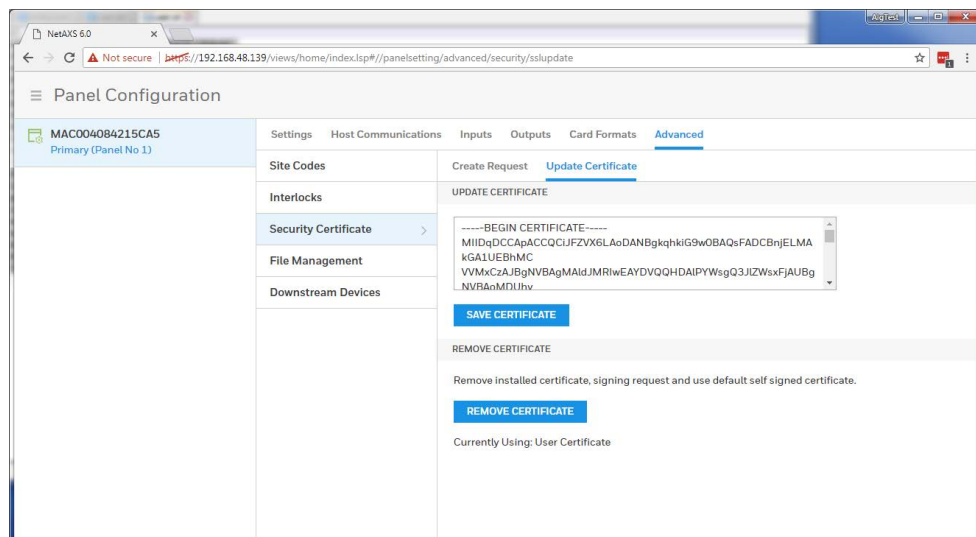 AlgTest
NetAXS 6.0
Not secure | https://192.168.48.139/views/home/index.lsp#//panelsetting/advanced/security/sslupdate
Panel Configuration
MAC004084215CA5
Primary (Panel No 1)
Settings Host Communications Inputs Outputs Card Formats Advanced
Site Codes
Interlocks
Security Certificate
File Management
Downstream Devices
Create Request Update Certificate
UPDATE CERTIFICATE
-----BEGIN CERTIFICATE-----
MIIDqDCCApACCQCiJFZVX6LAoDANBgkqhkiG9w0BAQsFADCBnjELMA
kGA1UEBhMC
VVMxCzAJBgNVBAgMAldJMRIwEAYDVQQHDAlPYWsgQ3JlZWsxFjAUBg
NVBAoMDUhv
SAVE CERTIFICATE
REMOVE CERTIFICATE
Remove installed certificate, signing request and use default self signed certificate.
REMOVE CERTIFICATE
Currently Using: User Certificate